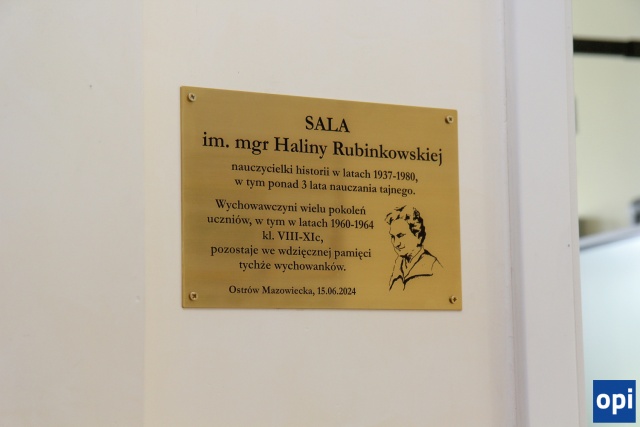 SALA
im. mgr Haliny Rubinkowskiej
nauczycielki historii w latach 1937-1980,
w tym ponad 3 lata nauczania tajnego.
Wychowawczyni wielu pokoleń
uczniów, w tym w latach 1960-1964
kl. VIII-XIc,
pozostaje we wdzięcznej pamięci
tychże wychowanków.
Ostrów Mazowiecka, 15.06.2024
opi